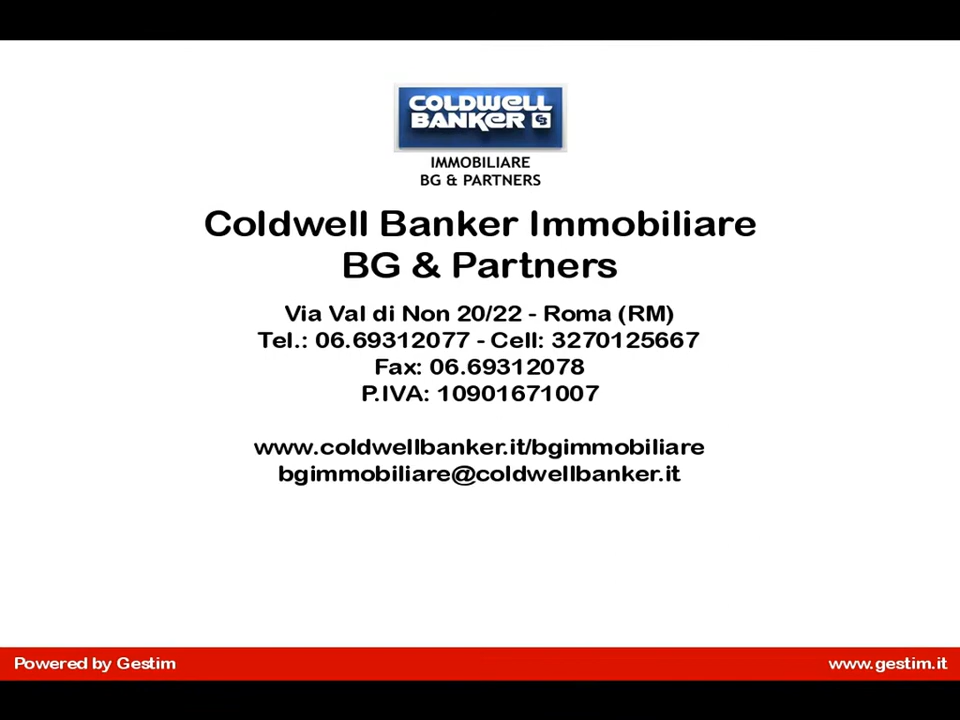 COLDWELL
BANKER CB
IMMOBILIARE
BG & PARTNERS
Coldwell Banker Immobiliare
BG & Partners
Via Val di Non 20/22 - Roma (RM)
Tel.: 06.69312077 - Cell: 3270125667
Fax: 06.69312078
P.IVA: 10901671007
www.coldwellbanker.it/bgimmobiliare
bgimmobiliare@coldwellbanker.it
Powered by Gestim
www.gestim.it